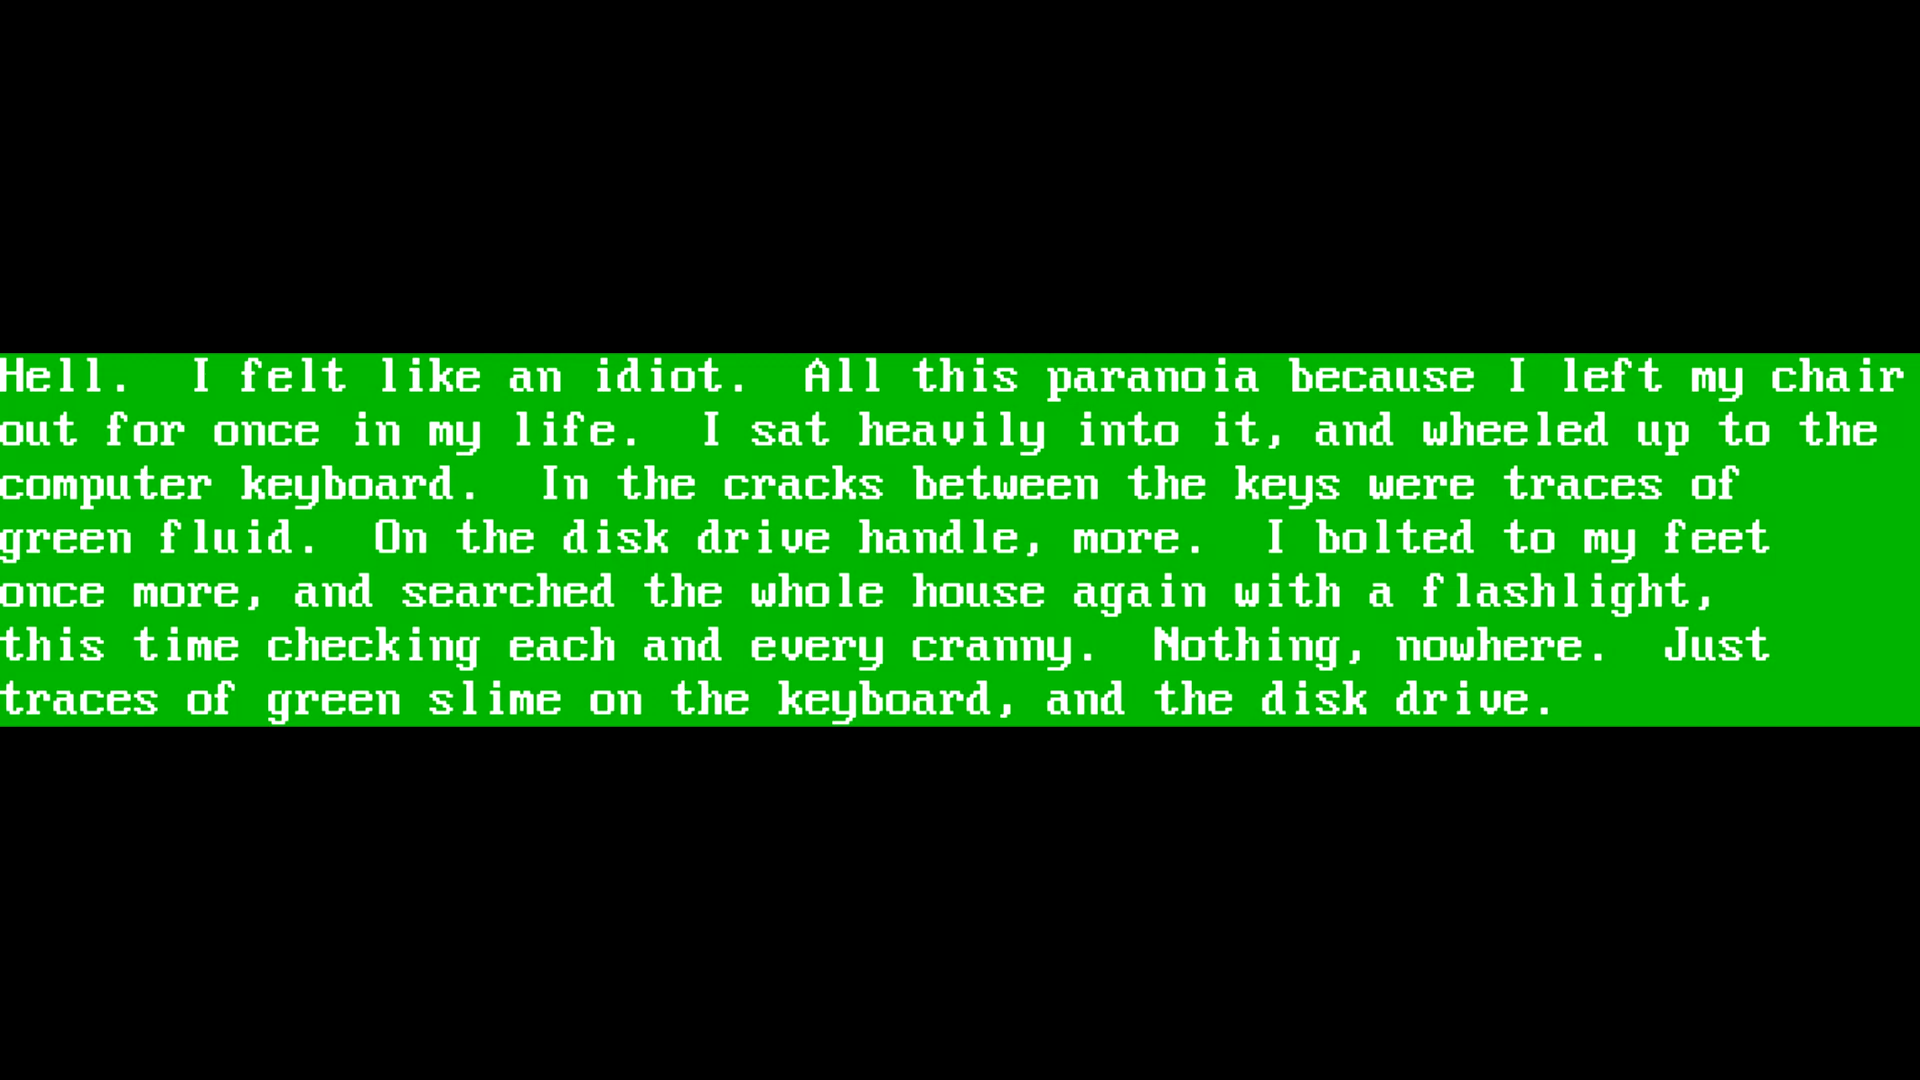 Hell.  I felt like an idiot.  All this paranoia because I left my chair
out for once in my life.  I sat heavily into it, and wheeled up to the
computer keyboard.  In the cracks between the keys were traces of
green fluid.  On the disk drive handle, more.  I bolted to my feet
once more, and searched the whole house again with a flashlight,
this time checking each and every cranny.  Nothing, nowhere.  Just
traces of green slime on the keyboard, and the disk drive.